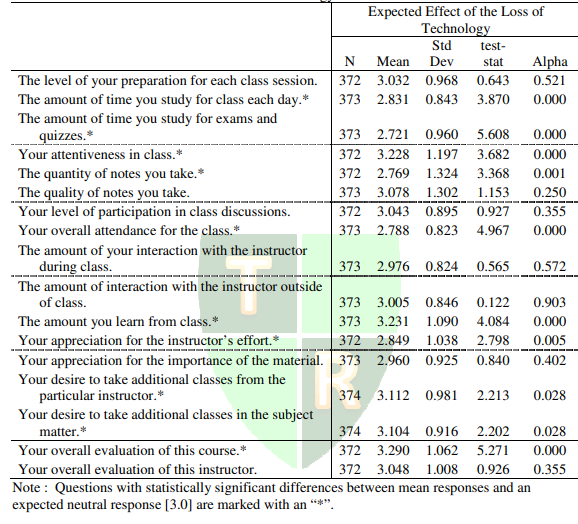 Expected Effect of the Loss of
Technology
Std test-
N Mean Dev stat Alpha
The level of your preparation for each class session. 372 3.032 0.968 0.643 0.521
The amount of time you study for class each day.* 373 2.831 0.843 3.870 0.000
The amount of time you study for exams and
quizzes.* 373 2.721 0.960 5.608 0.000
Your attentiveness in class.* 372 3.228 1.197 3.682 0.000
The quantity of notes you take.* 372 2.769 1.324 3.368 0.001
The quality of notes you take. 373 3.078 1.302 1.153 0.250
Your level of participation in class discussions. 372 3.043 0.895 0.927 0.355
Your overall attendance for the class.* 373 2.788 0.823 4.967 0.000
The amount of your interaction with the instructor
during class. 373 2.976 0.824 0.565 0.572
The amount of interaction with the instructor outside
of class. 373 3.005 0.846 0.122 0.903
The amount you learn from class.* 373 3.231 1.090 4.084 0.000
Your appreciation for the instructor's effort.* 372 2.849 1.038 2.798 0.005
Your appreciation for the importance of the material. 373 2.960 0.925 0.840 0.402
Your desire to take additional classes from the
particular instructor.* 374 3.112 0.981 2.213 0.028
Your desire to take additional classes in the subject
matter.* 374 3.104 0.916 2.202 0.028
Your overall evaluation of this course.* 372 3.290 1.062 5.271 0.000
Your overall evaluation of this instructor. 372 3.048 1.008 0.926 0.355
Note : Questions with statistically significant differences between mean responses and an
expected neutral response [3.0] are marked with an “*”.
T
R